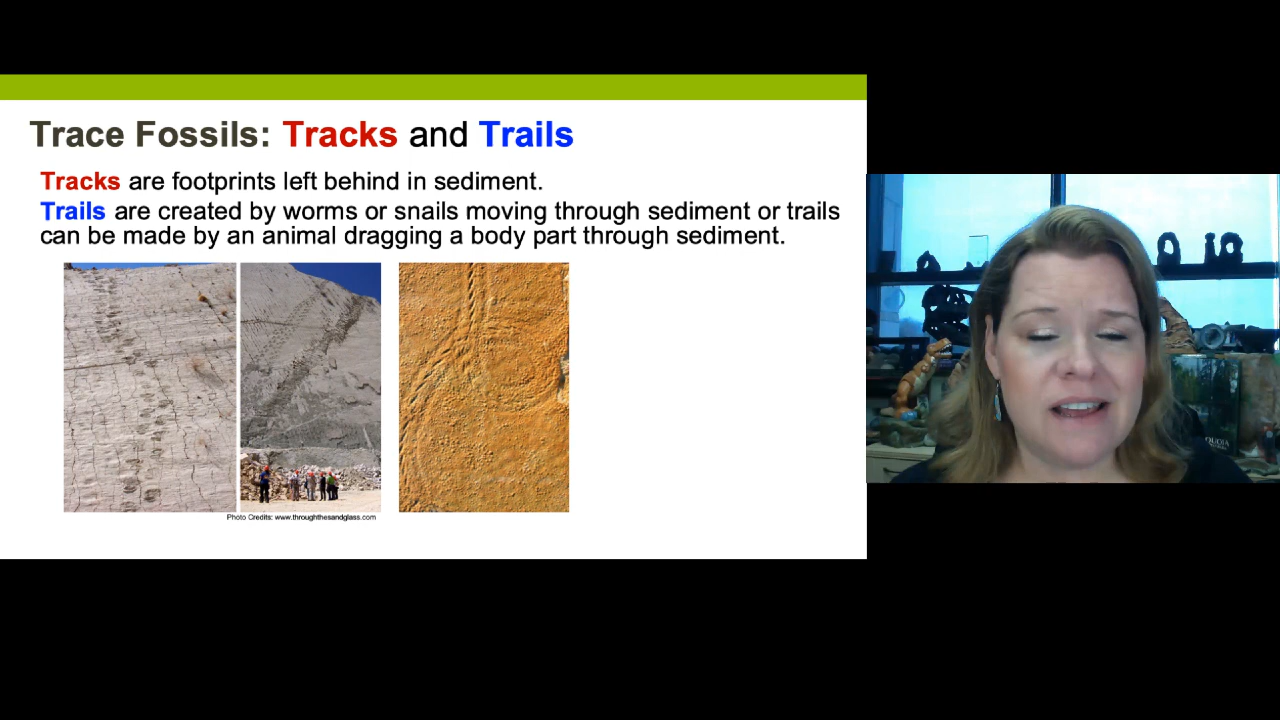 Trace Fossils: Tracks and Trails
Tracks are footprints left behind in sediment.
Trails are created by worms or snails moving through sediment or trails
can be made by an animal dragging a body part through sediment.
Photo Credits: www.throughthesandglass.com